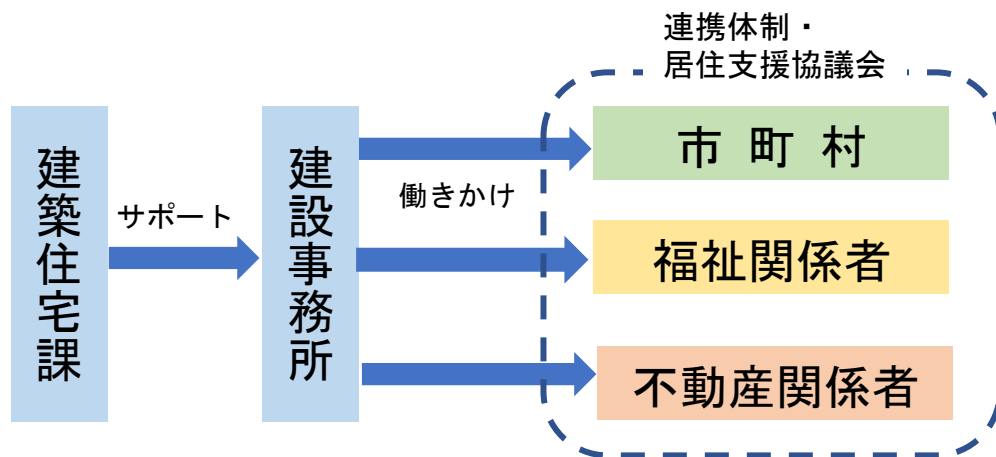 連携体制・
居住支援協議会
建築住宅課
サポート
建設事務所
働きかけ
市 町 村
福祉関係者
不動産関係者